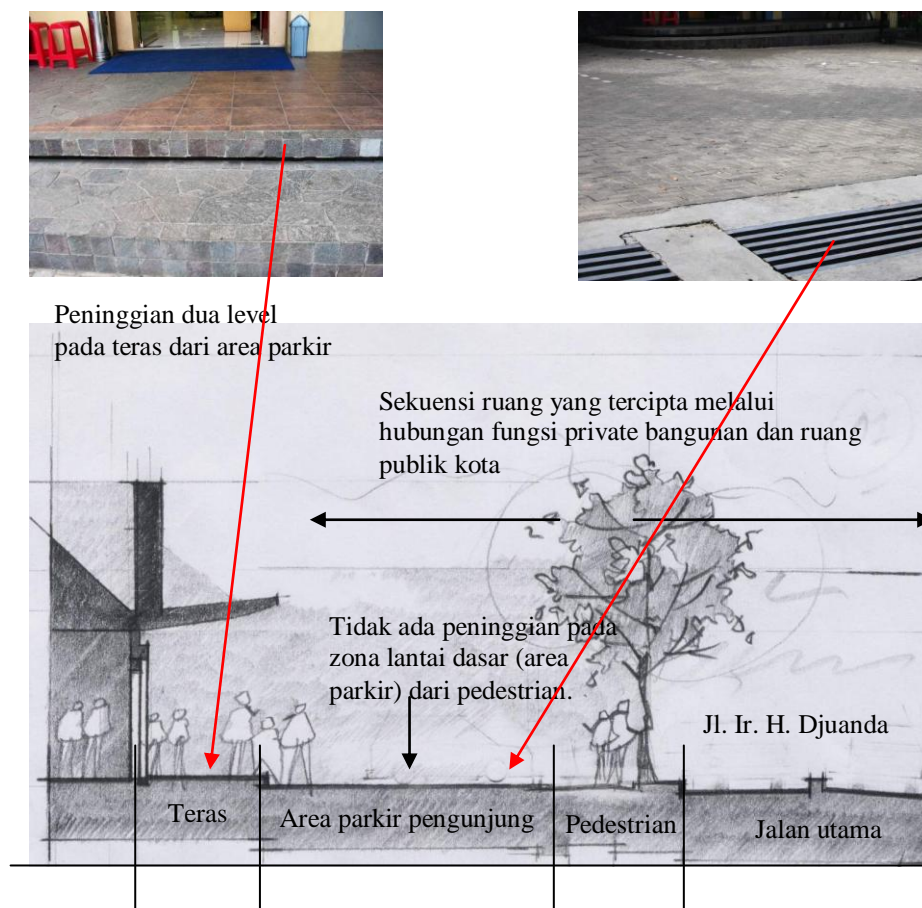 Peninggian dua level
pada teras dari area parkir
Sekuensi ruang yang tercipta melalui
hubungan fungsi private bangunan dan ruang
publik kota
Tidak ada peninggian pada
zona lantai dasar (area
parkir) dari pedestrian.
Jl. Ir. H. Djuanda
Teras
Area parkir pengunjung
Pedestrian
Jalan utama